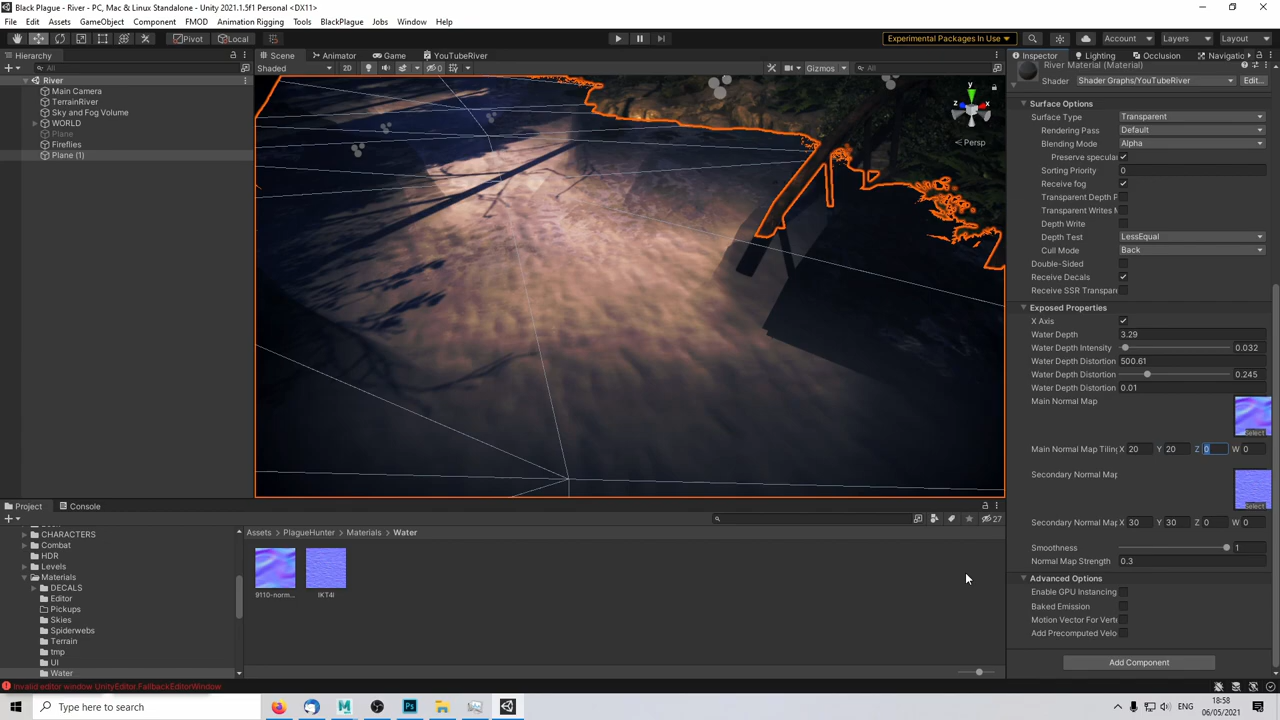 Black Plague - River - PC, Mac & Linux Standalone - Unity 2021.1.5f1 Personal <DX11>
File Edit Assets GameObject Component FMOD Animation Rigging Tools BlackPlague Jobs Window Help
Pivot Local Experimental Packages In Use Account Layers Layout
Hierarchy Scene Animator Game YouTubeRiver Inspector Lighting Occlusion Navigatio
All Shaded 2D 0 Gizmos All
River
Main Camera
TerrainRiver
Sky and Fog Volume
WORLD
Plane
Fireflies
Plane (1)
y
z x
Persp
River Material (Material)
Shader Shader Graphs/YouTubeRiver Edit...
Surface Options
Surface Type Transparent
Rendering Pass Default
Blending Mode Alpha
Preserve specula
Sorting Priority 0
Receive fog
Transparent Depth P
Transparent Writes M
Depth Write
Depth Test LessEqual
Cull Mode Back
Double-Sided
Receive Decals
Receive SSR Transpare
Exposed Properties
X Axis
Water Depth 3.29
Water Depth Intensity 0.032
Water Depth Distortion 500.61
Water Depth Distortion 0.245
Water Depth Distortion 0.01
Main Normal Map
Select
Main Normal Map Tiling X 20 Y 20 Z 0 W 0
Secondary Normal Map
Select
Secondary Normal Map X 30 Y 30 Z 0 W 0
Smoothness 1
Normal Map Strength 0.3
Advanced Options
Enable GPU Instancing
Baked Emission
Motion Vector For Verte
Add Precomputed Velo
Add Component
Project Console
27
CHARACTERS
Combat
HDR
Levels
Materials
DECALS
Editor
Pickups
Skies
Spiderwebs
Terrain
tmp
UI
Water
Assets PlagueHunter Materials Water
9110-norm... IKT4l
Invalid editor window UnityEditor.FallbackEditorWindow
Type here to search
ENG
18:58
06/05/2021